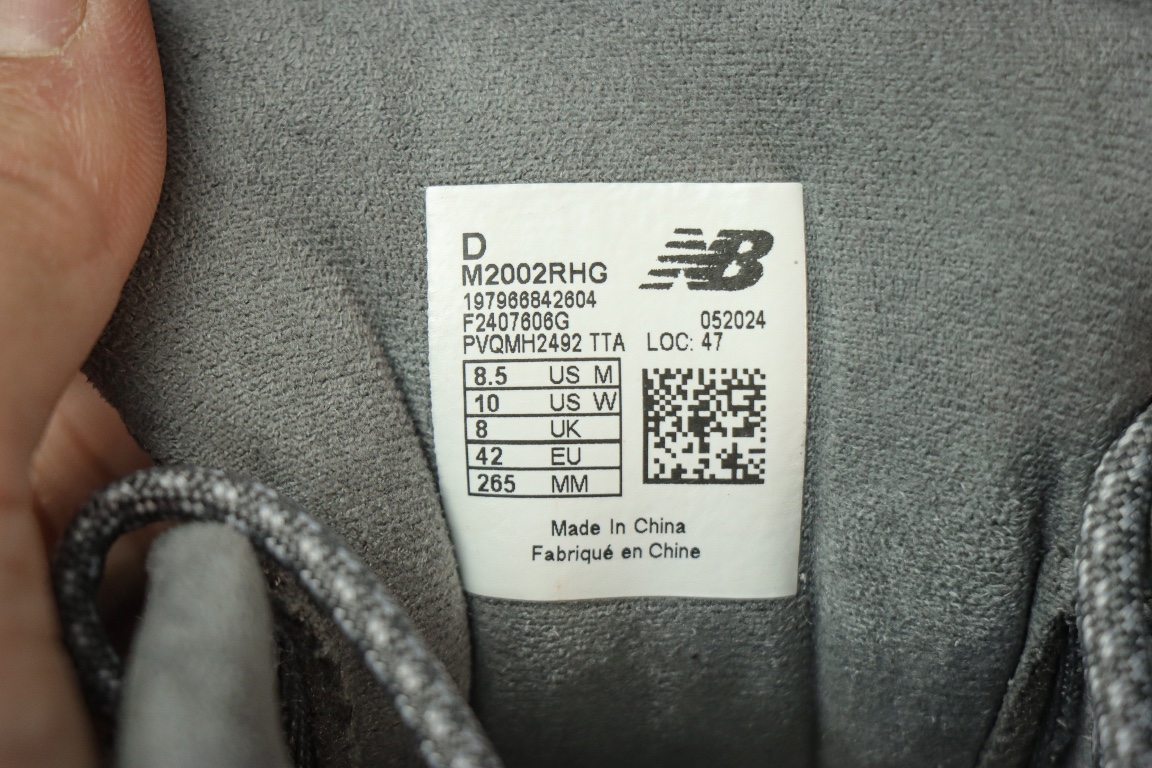 D
NB
M2002RHG
197966842604
F2407606G 052024
PVQMH2492 TTA LOC: 47
8.5 US M
10 US W
8 UK
42 EU
265 MM
Made In China
Fabriqué en Chine